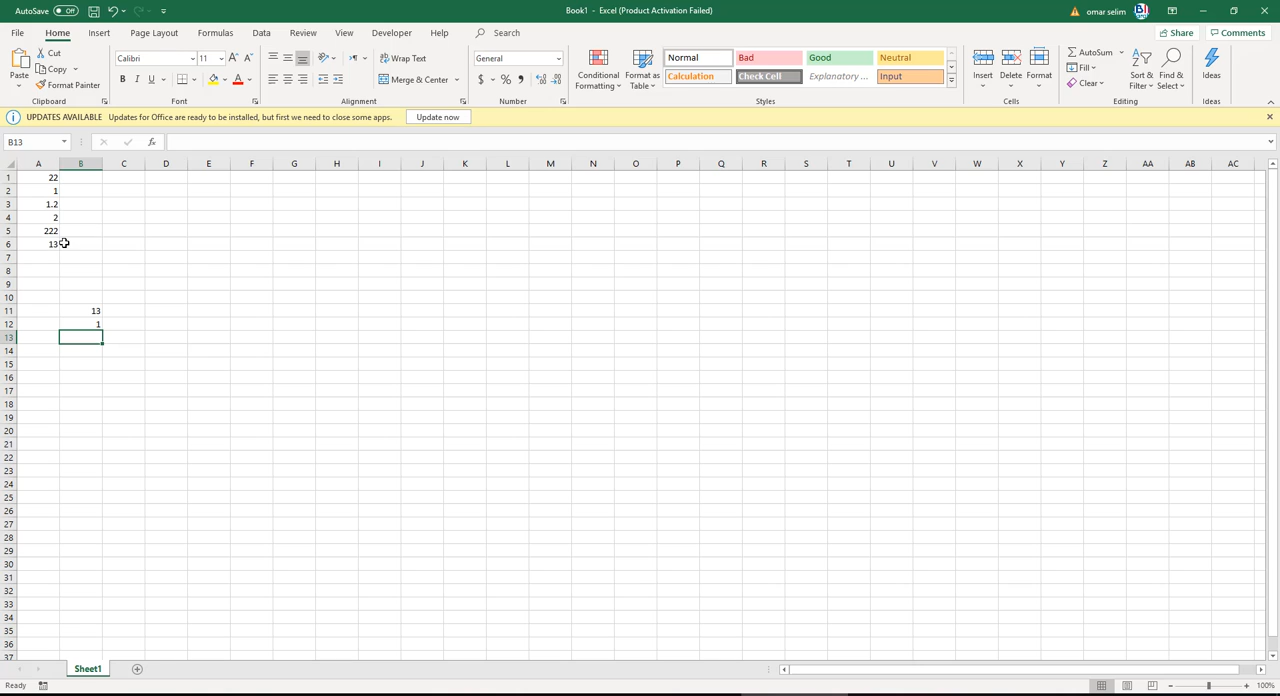 AutoSave Off Book1 - Excel (Product Activation Failed) omar selim
File Home Insert Page Layout Formulas Data Review View Developer Help Search Share Comments
Paste Cut Copy Format Painter Clipboard
Calibri 11 A A B I U A Font
Wrap Text Merge & Center Alignment
General $ % , Number
Conditional Formatting Format as Table
Normal Bad Good Neutral
Calculation Check Cell Explanatory ... Input
Styles
Insert Delete Format Cells
AutoSum Fill Clear Sort & Filter Find & Select Editing
Ideas Ideas
UPDATES AVAILABLE Updates for Office are ready to be installed, but first we need to close some apps. Update now
B13 fx
A B C D E F G H I J K L M N O P Q R S T U V W X Y Z AA AB AC
1 22
2 1
3 1.2
4 2
5 222
6 13
7
8
9
10
11 13
12 1
13
14
15
16
17
18
19
20
21
22
23
24
25
26
27
28
29
30
31
32
33
34
35
36
37
Sheet1
Ready 100%